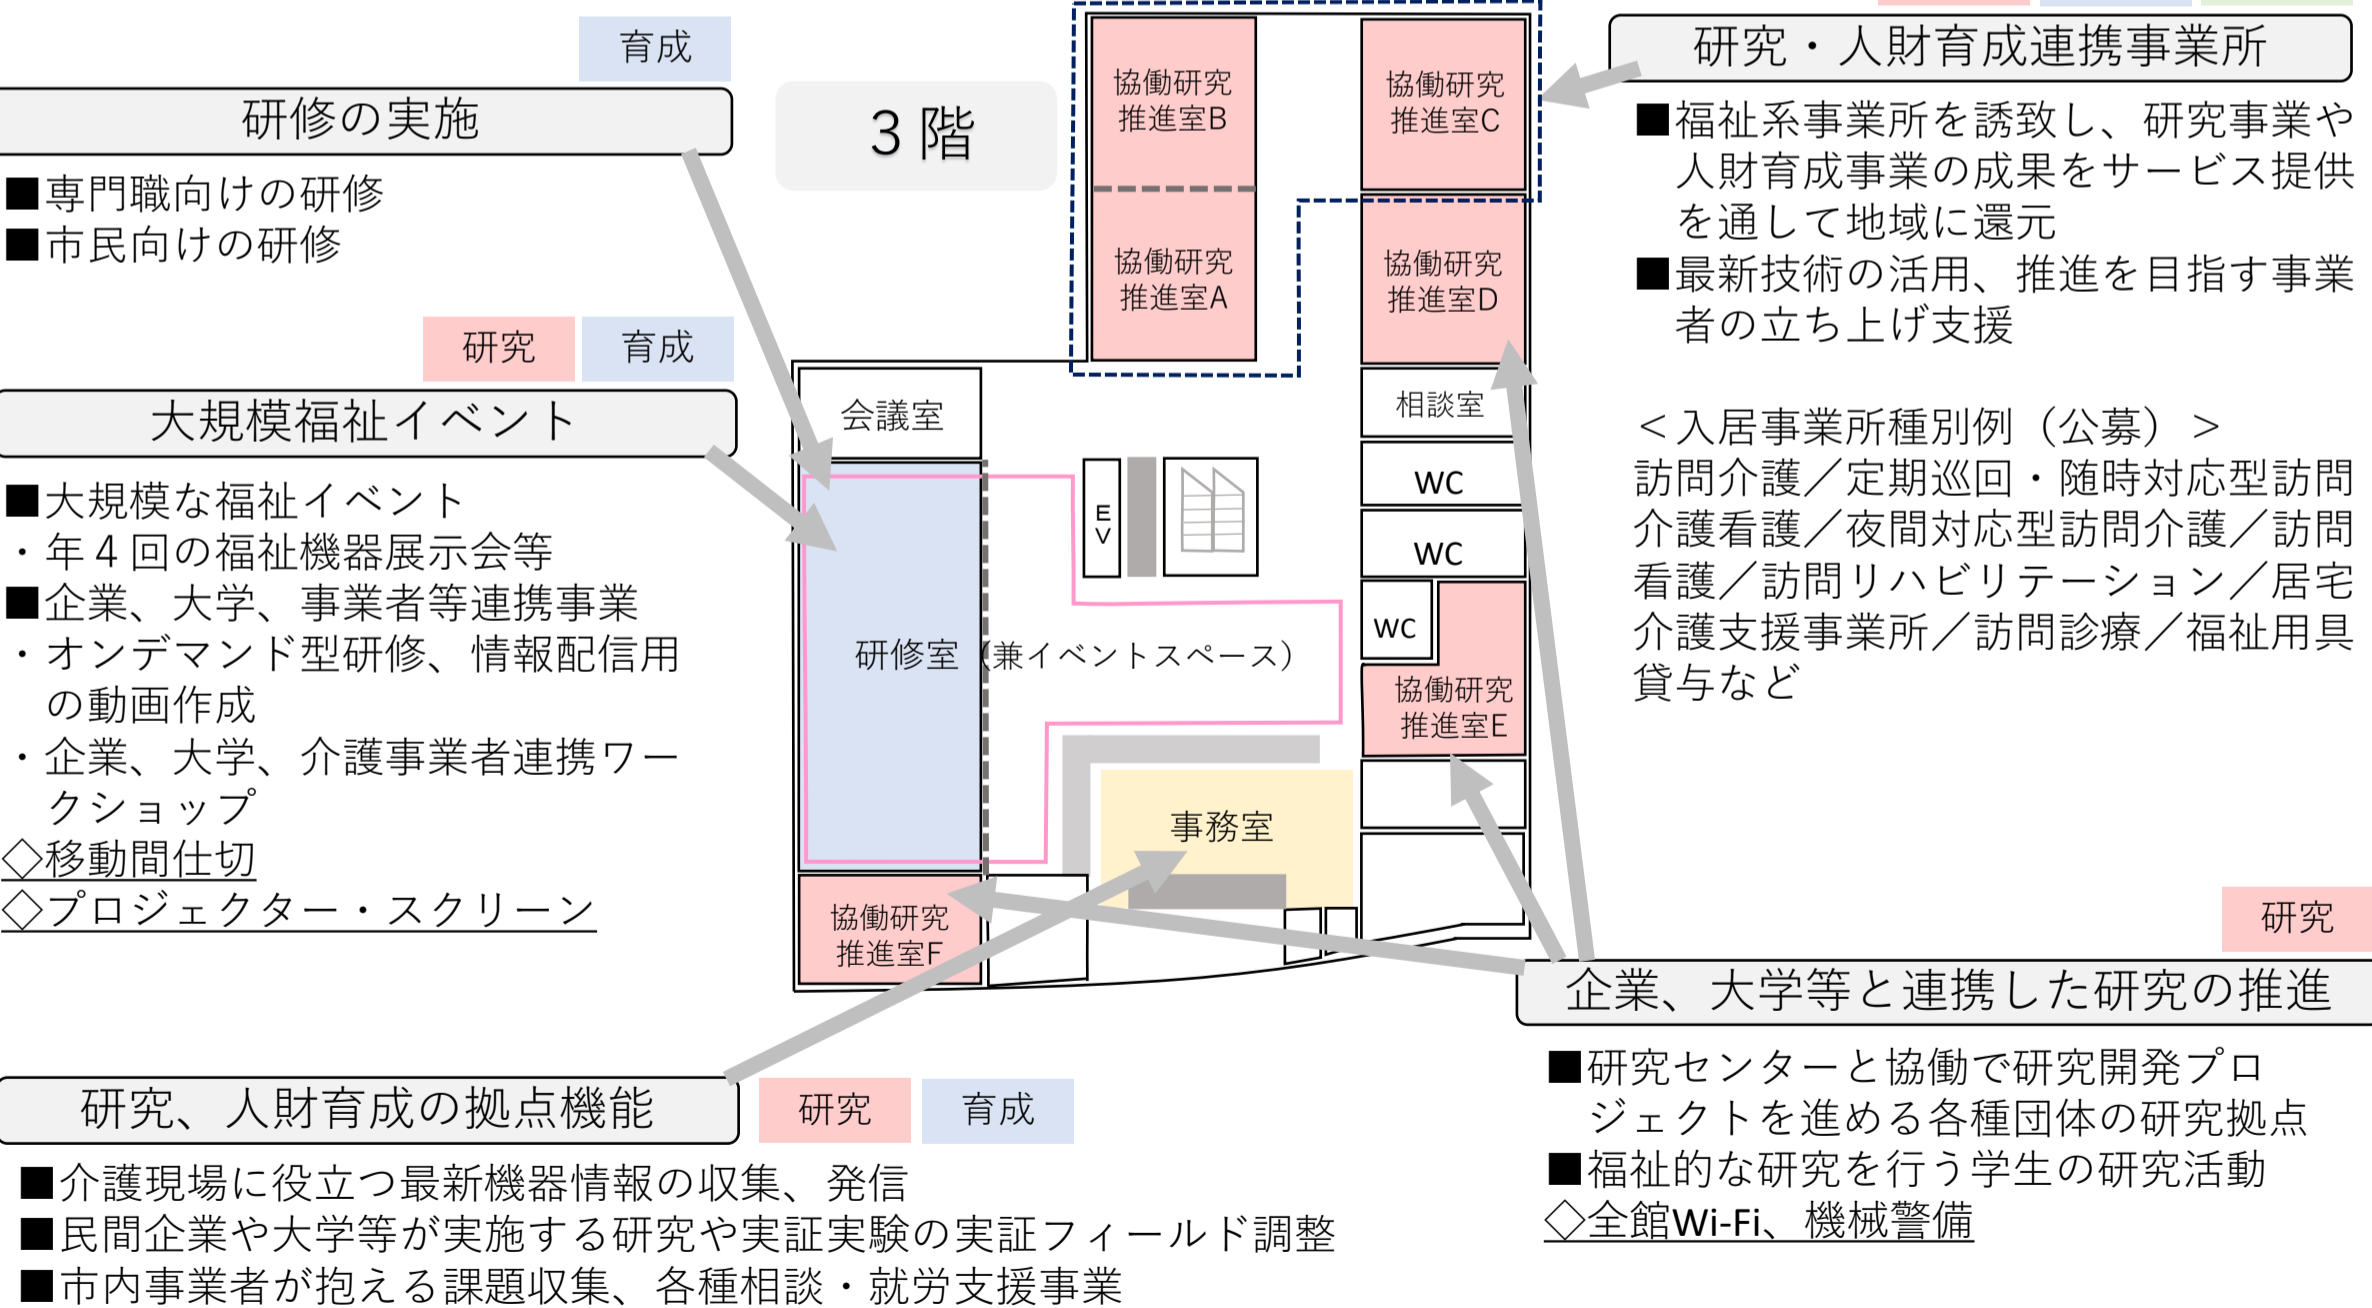 育成
研修の実施
■専門職向けの研修
■市民向けの研修
研究 育成
大規模福祉イベント
■大規模な福祉イベント
・年4回の福祉機器展示会等
■企業、大学、事業者等連携事業
・オンデマンド型研修、情報配信用
の動画作成
・企業、大学、介護事業者連携ワー
クショップ
◇移動間仕切
◇プロジェクター・スクリーン
3階
協働研究
推進室B
協働研究
推進室C
協働研究
推進室A
協働研究
推進室D
会議室
相談室
WC
EV
WC
WC
研修室（兼イベントスペース）
協働研究
推進室E
事務室
協働研究
推進室F
研究・人財育成連携事業所
■福祉系事業所を誘致し、研究事業や
人財育成事業の成果をサービス提供
を通して地域に還元
■最新技術の活用、推進を目指す事業
者の立ち上げ支援
＜入居事業所種別例（公募）＞
訪問介護／定期巡回・随時対応型訪問
介護看護／夜間対応型訪問介護／訪問
看護／訪問リハビリテーション／居宅
介護支援事業所／訪問診療／福祉用具
貸与など
研究
企業、大学等と連携した研究の推進
■研究センターと協働で研究開発プロ
ジェクトを進める各種団体の研究拠点
■福祉的な研究を行う学生の研究活動
◇全館Wi-Fi、機械警備
研究、人財育成の拠点機能 研究 育成
■介護現場に役立つ最新機器情報の収集、発信
■民間企業や大学等が実施する研究や実証実験の実証フィールド調整
■市内事業者が抱える課題収集、各種相談・就労支援事業